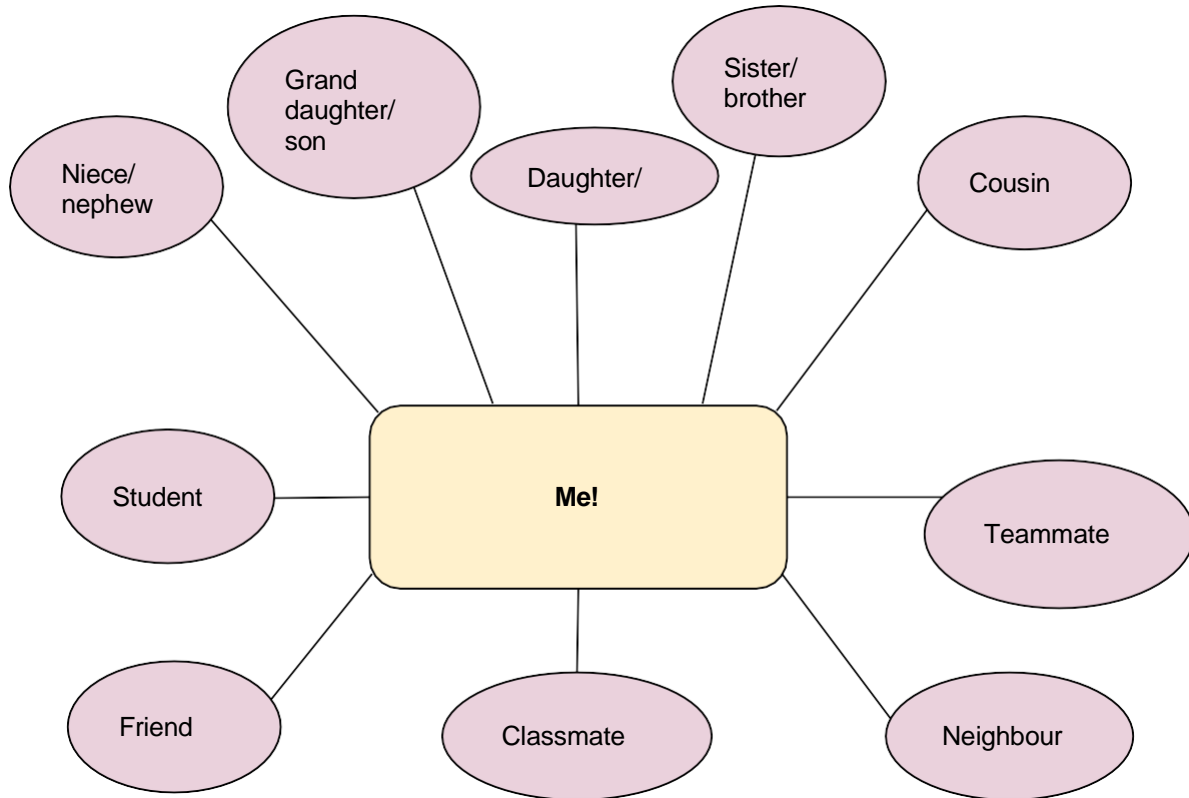 Grand
daughter/
son
Sister/
brother
Niece/
nephew
Daughter/
Cousin
Student
Me!
Teammate
Friend
Classmate
Neighbour